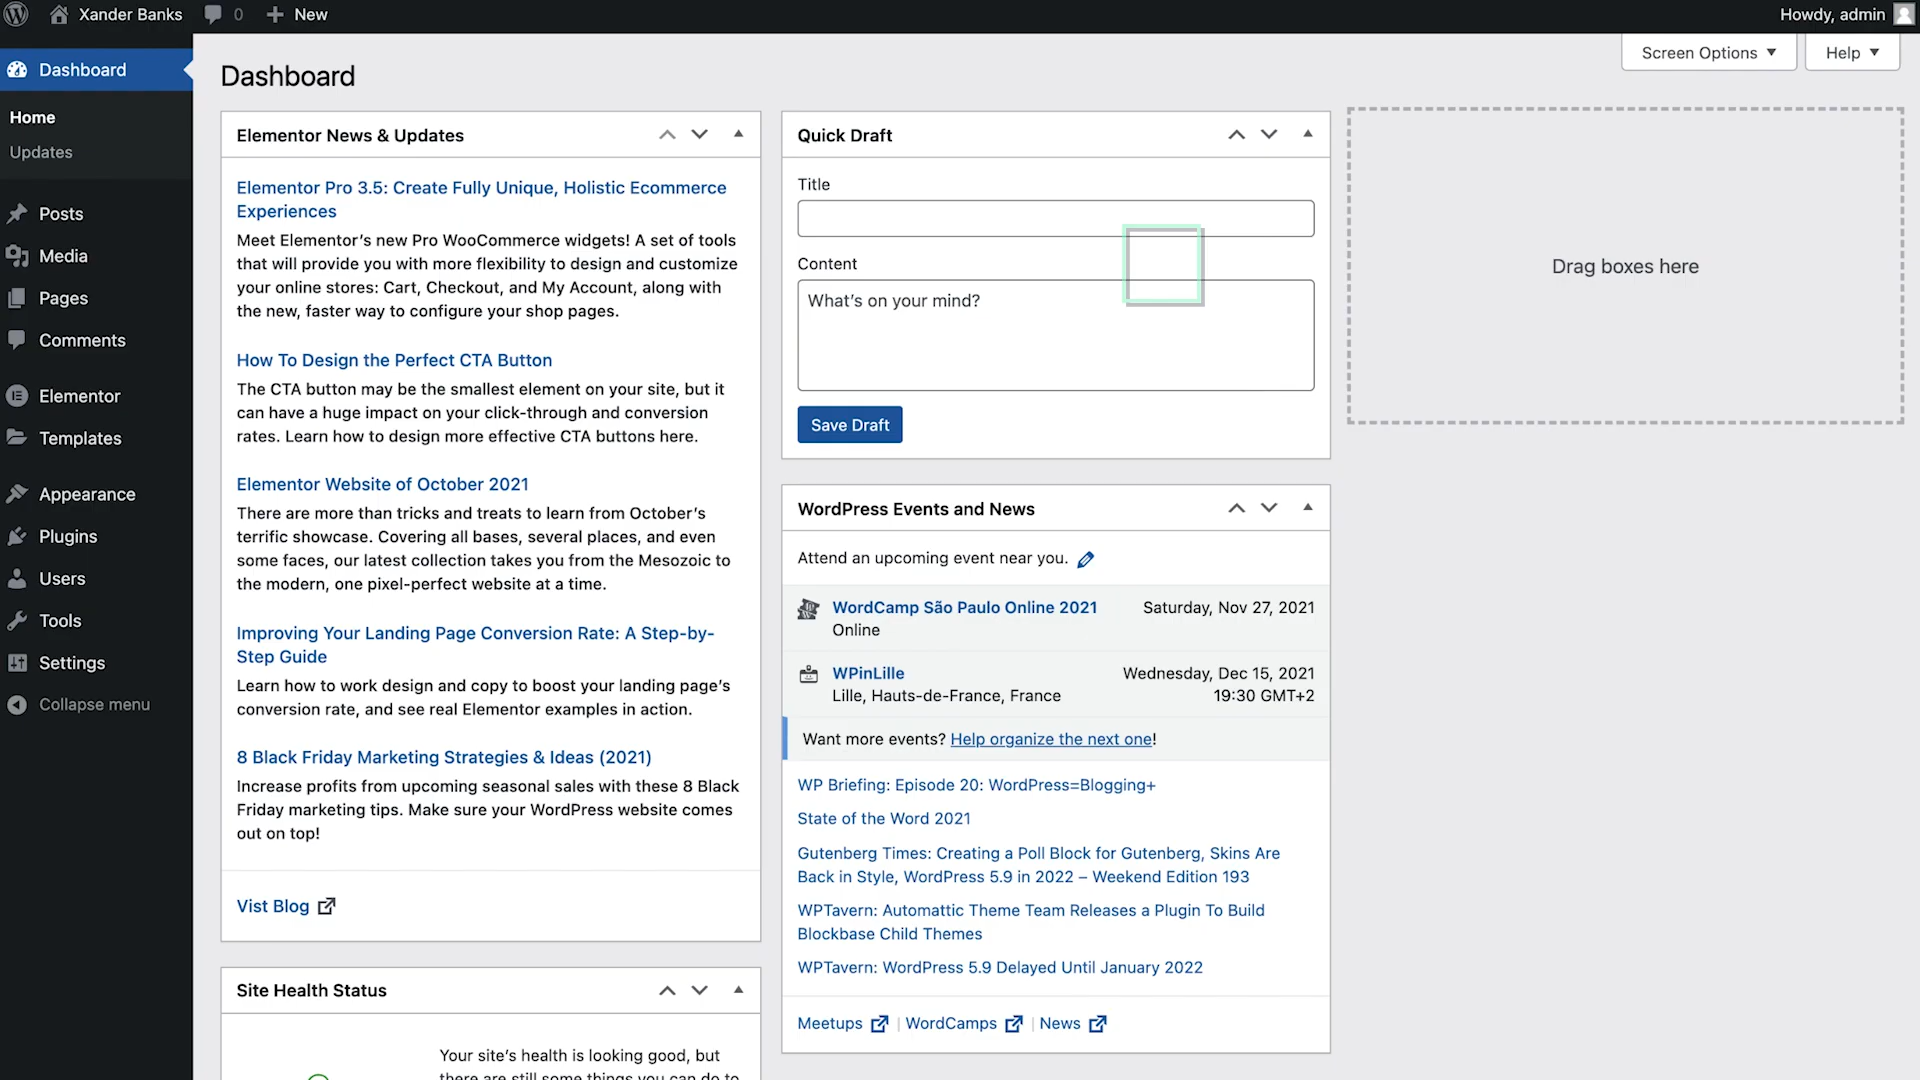 Xander Banks
0
New
Howdy, admin
Dashboard
Home
Updates
Posts
Media
Pages
Comments
Elementor
Templates
Appearance
Plugins
Users
Tools
Settings
Collapse menu
Screen Options
Help
Dashboard
Elementor News & Updates
Elementor Pro 3.5: Create Fully Unique, Holistic Ecommerce
Experiences
Meet Elementor's new Pro WooCommerce widgets! A set of tools
that will provide you with more flexibility to design and customize
your online stores: Cart, Checkout, and My Account, along with
the new, faster way to configure your shop pages.
How To Design the Perfect CTA Button
The CTA button may be the smallest element on your site, but it
can have a huge impact on your click-through and conversion
rates. Learn how to design more effective CTA buttons here.
Elementor Website of October 2021
There are more than tricks and treats to learn from October's
terrific showcase. Covering all bases, several places, and even
some faces, our latest collection takes you from the Mesozoic to
the modern, one pixel-perfect website at a time.
Improving Your Landing Page Conversion Rate: A Step-by-
Step Guide
Learn how to work design and copy to boost your landing page's
conversion rate, and see real Elementor examples in action.
8 Black Friday Marketing Strategies & Ideas (2021)
Increase profits from upcoming seasonal sales with these 8 Black
Friday marketing tips. Make sure your WordPress website comes
out on top!
Vist Blog
Site Health Status
Your site's health is looking good, but
there are still some things you can do to
Quick Draft
Title
Content
What's on your mind?
Save Draft
WordPress Events and News
Attend an upcoming event near you.
WordCamp São Paulo Online 2021 Saturday, Nov 27, 2021
Online
WPinLille Wednesday, Dec 15, 2021
Lille, Hauts-de-France, France 19:30 GMT+2
Want more events? Help organize the next one!
WP Briefing: Episode 20: WordPress=Blogging+
State of the Word 2021
Gutenberg Times: Creating a Poll Block for Gutenberg, Skins Are
Back in Style, WordPress 5.9 in 2022 – Weekend Edition 193
WPTavern: Automattic Theme Team Releases a Plugin To Build
Blockbase Child Themes
WPTavern: WordPress 5.9 Delayed Until January 2022
Meetups | WordCamps | News
Drag boxes here